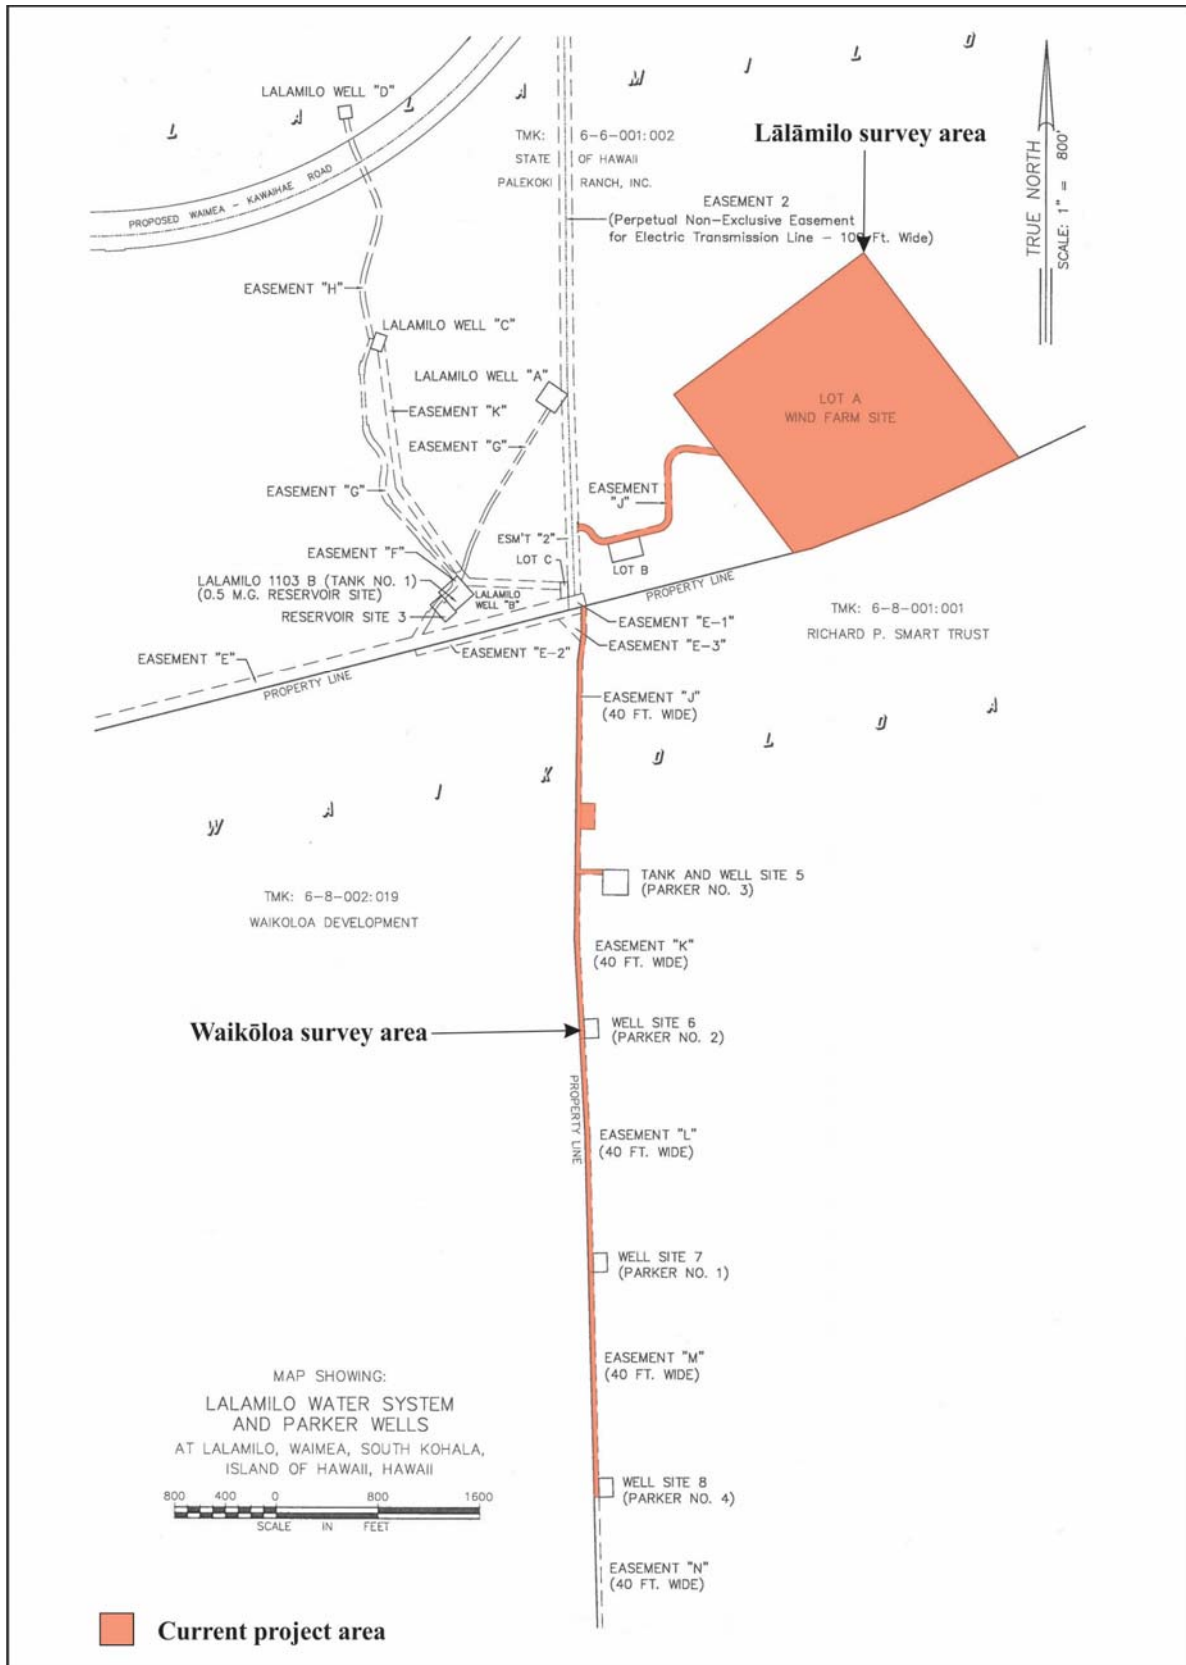 L A L A M I L O
LALAMILO WELL "D"
PROPOSED WAIMEA - KAWAIHAE ROAD
TMK: 6-6-001:002
STATE OF HAWAII
PALEKOKI RANCH, INC.
Lālāmilo survey area
TRUE NORTH
SCALE: 1" = 800'
EASEMENT 2
(Perpetual Non-Exclusive Easement
for Electric Transmission Line - 100 Ft. Wide)
EASEMENT "H"
LALAMILO WELL "C"
LALAMILO WELL "A"
EASEMENT "K"
EASEMENT "G"
LOT A
WIND FARM SITE
EASEMENT "G"
EASEMENT
"J"
ESM'T "2"
EASEMENT "F"
LOT C
LOT B
LALAMILO 1103 B (TANK NO. 1)
(0.5 M.G. RESERVOIR SITE)
LALAMILO
WELL "B"
RESERVOIR SITE 3
PROPERTY LINE
TMK: 6-8-001:001
RICHARD P. SMART TRUST
EASEMENT "E-1"
EASEMENT "E-3"
EASEMENT "E-2"
EASEMENT "E"
PROPERTY LINE
EASEMENT "J"
(40 FT. WIDE)
W A I K O L O A
TANK AND WELL SITE 5
(PARKER NO. 3)
TMK: 6-8-002:019
WAIKOLOA DEVELOPMENT
EASEMENT "K"
(40 FT. WIDE)
Waikōloa survey area
WELL SITE 6
(PARKER NO. 2)
PROPERTY LINE
EASEMENT "L"
(40 FT. WIDE)
WELL SITE 7
(PARKER NO. 1)
EASEMENT "M"
(40 FT. WIDE)
MAP SHOWING:
LALAMILO WATER SYSTEM
AND PARKER WELLS
AT LALAMILO, WAIMEA, SOUTH KOHALA,
ISLAND OF HAWAII, HAWAII
800 400 0 800 1600
SCALE IN FEET
WELL SITE 8
(PARKER NO. 4)
EASEMENT "N"
(40 FT. WIDE)
Current project area